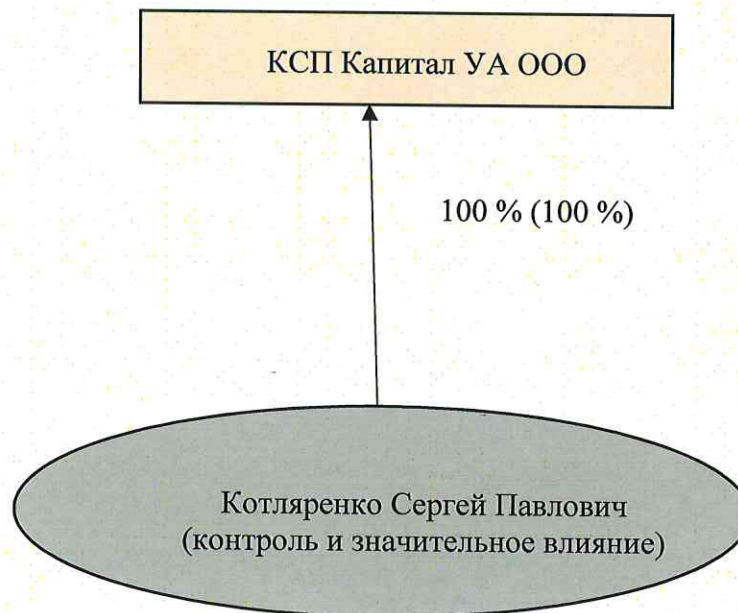 КСП Капитал УА ООО
100 % (100 %)
Котляренко Сергей Павлович
(контроль и значительное влияние)